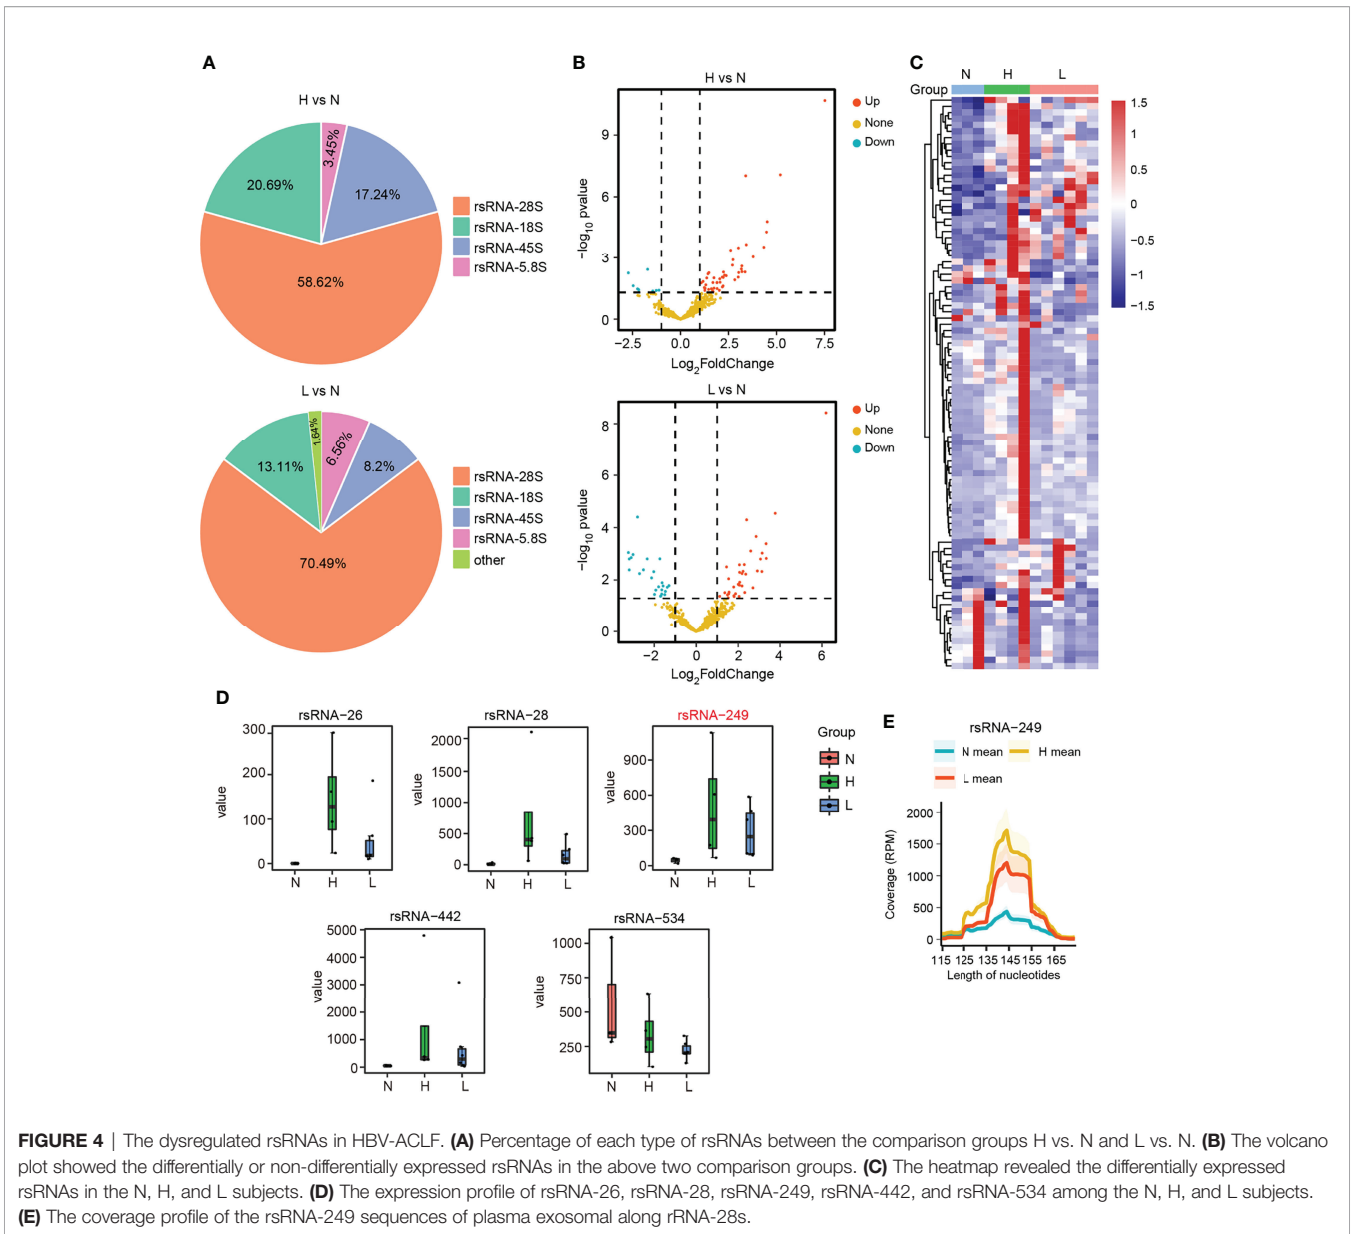 A
H vs N
3.45%
20.69%
17.24%
58.62%
rsRNA-28S
rsRNA-18S
rsRNA-45S
rsRNA-5.8S
L vs N
1.64%
6.56%
13.11%
8.2%
70.49%
rsRNA-28S
rsRNA-18S
rsRNA-45S
rsRNA-5.8S
other
B
H vs N
−log10 pvalue
9
6
3
0
−2.5 0.0 2.5 5.0 7.5
Log2FoldChange
Up
None
Down
L vs N
−log10 pvalue
8
6
4
2
0
−2 0 2 4 6
Log2FoldChange
Up
None
Down
C
N H L
Group
1.5
1
0.5
0
−0.5
−1
−1.5
D
rsRNA−26
value
300
200
100
0
N H L
rsRNA−28
value
2000
1500
1000
500
0
N H L
rsRNA−249
value
900
600
300
0
N H L
Group
N
H
L
rsRNA−442
value
5000
4000
3000
2000
1000
0
N H L
rsRNA−534
value
1000
750
500
250
N H L
E
rsRNA−249
N mean H mean
L mean
Coverage (RPM)
2000
1500
1000
500
0
115 125 135 145 155 165
Length of nucleotides
FIGURE 4 | The dysregulated rsRNAs in HBV-ACLF. (A) Percentage of each type of rsRNAs between the comparison groups H vs. N and L vs. N. (B) The volcano
plot showed the differentially or non-differentially expressed rsRNAs in the above two comparison groups. (C) The heatmap revealed the differentially expressed
rsRNAs in the N, H, and L subjects. (D) The expression profile of rsRNA-26, rsRNA-28, rsRNA-249, rsRNA-442, and rsRNA-534 among the N, H, and L subjects.
(E) The coverage profile of the rsRNA-249 sequences of plasma exosomal along rRNA-28s.